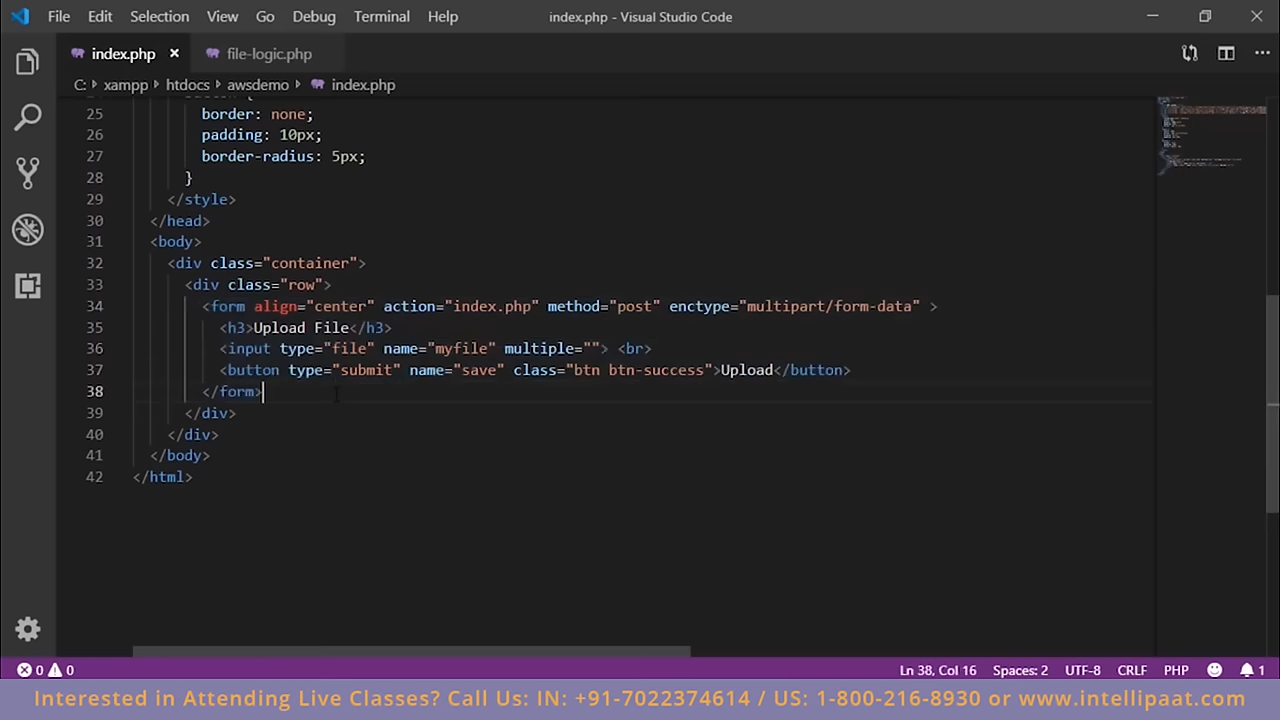 File Edit Selection View Go Debug Terminal Help index.php - Visual Studio Code
index.php file-logic.php
C: xampp htdocs awsdemo index.php
25 border: none;
26 padding: 10px;
27 border-radius: 5px;
28 }
29 </style>
30 </head>
31 <body>
32 <div class="container">
33 <div class="row">
34 <form align="center" action="index.php" method="post" enctype="multipart/form-data" >
35 <h3>Upload File</h3>
36 <input type="file" name="myfile" multiple=""> <br>
37 <button type="submit" name="save" class="btn btn-success">Upload</button>
38 </form>
39 </div>
40 </div>
41 </body>
42 </html>
0 0 Ln 38, Col 16 Spaces: 2 UTF-8 CRLF PHP 1
Interested in Attending Live Classes? Call Us: IN: +91-7022374614 / US: 1-800-216-8930 or www.intellipaat.com